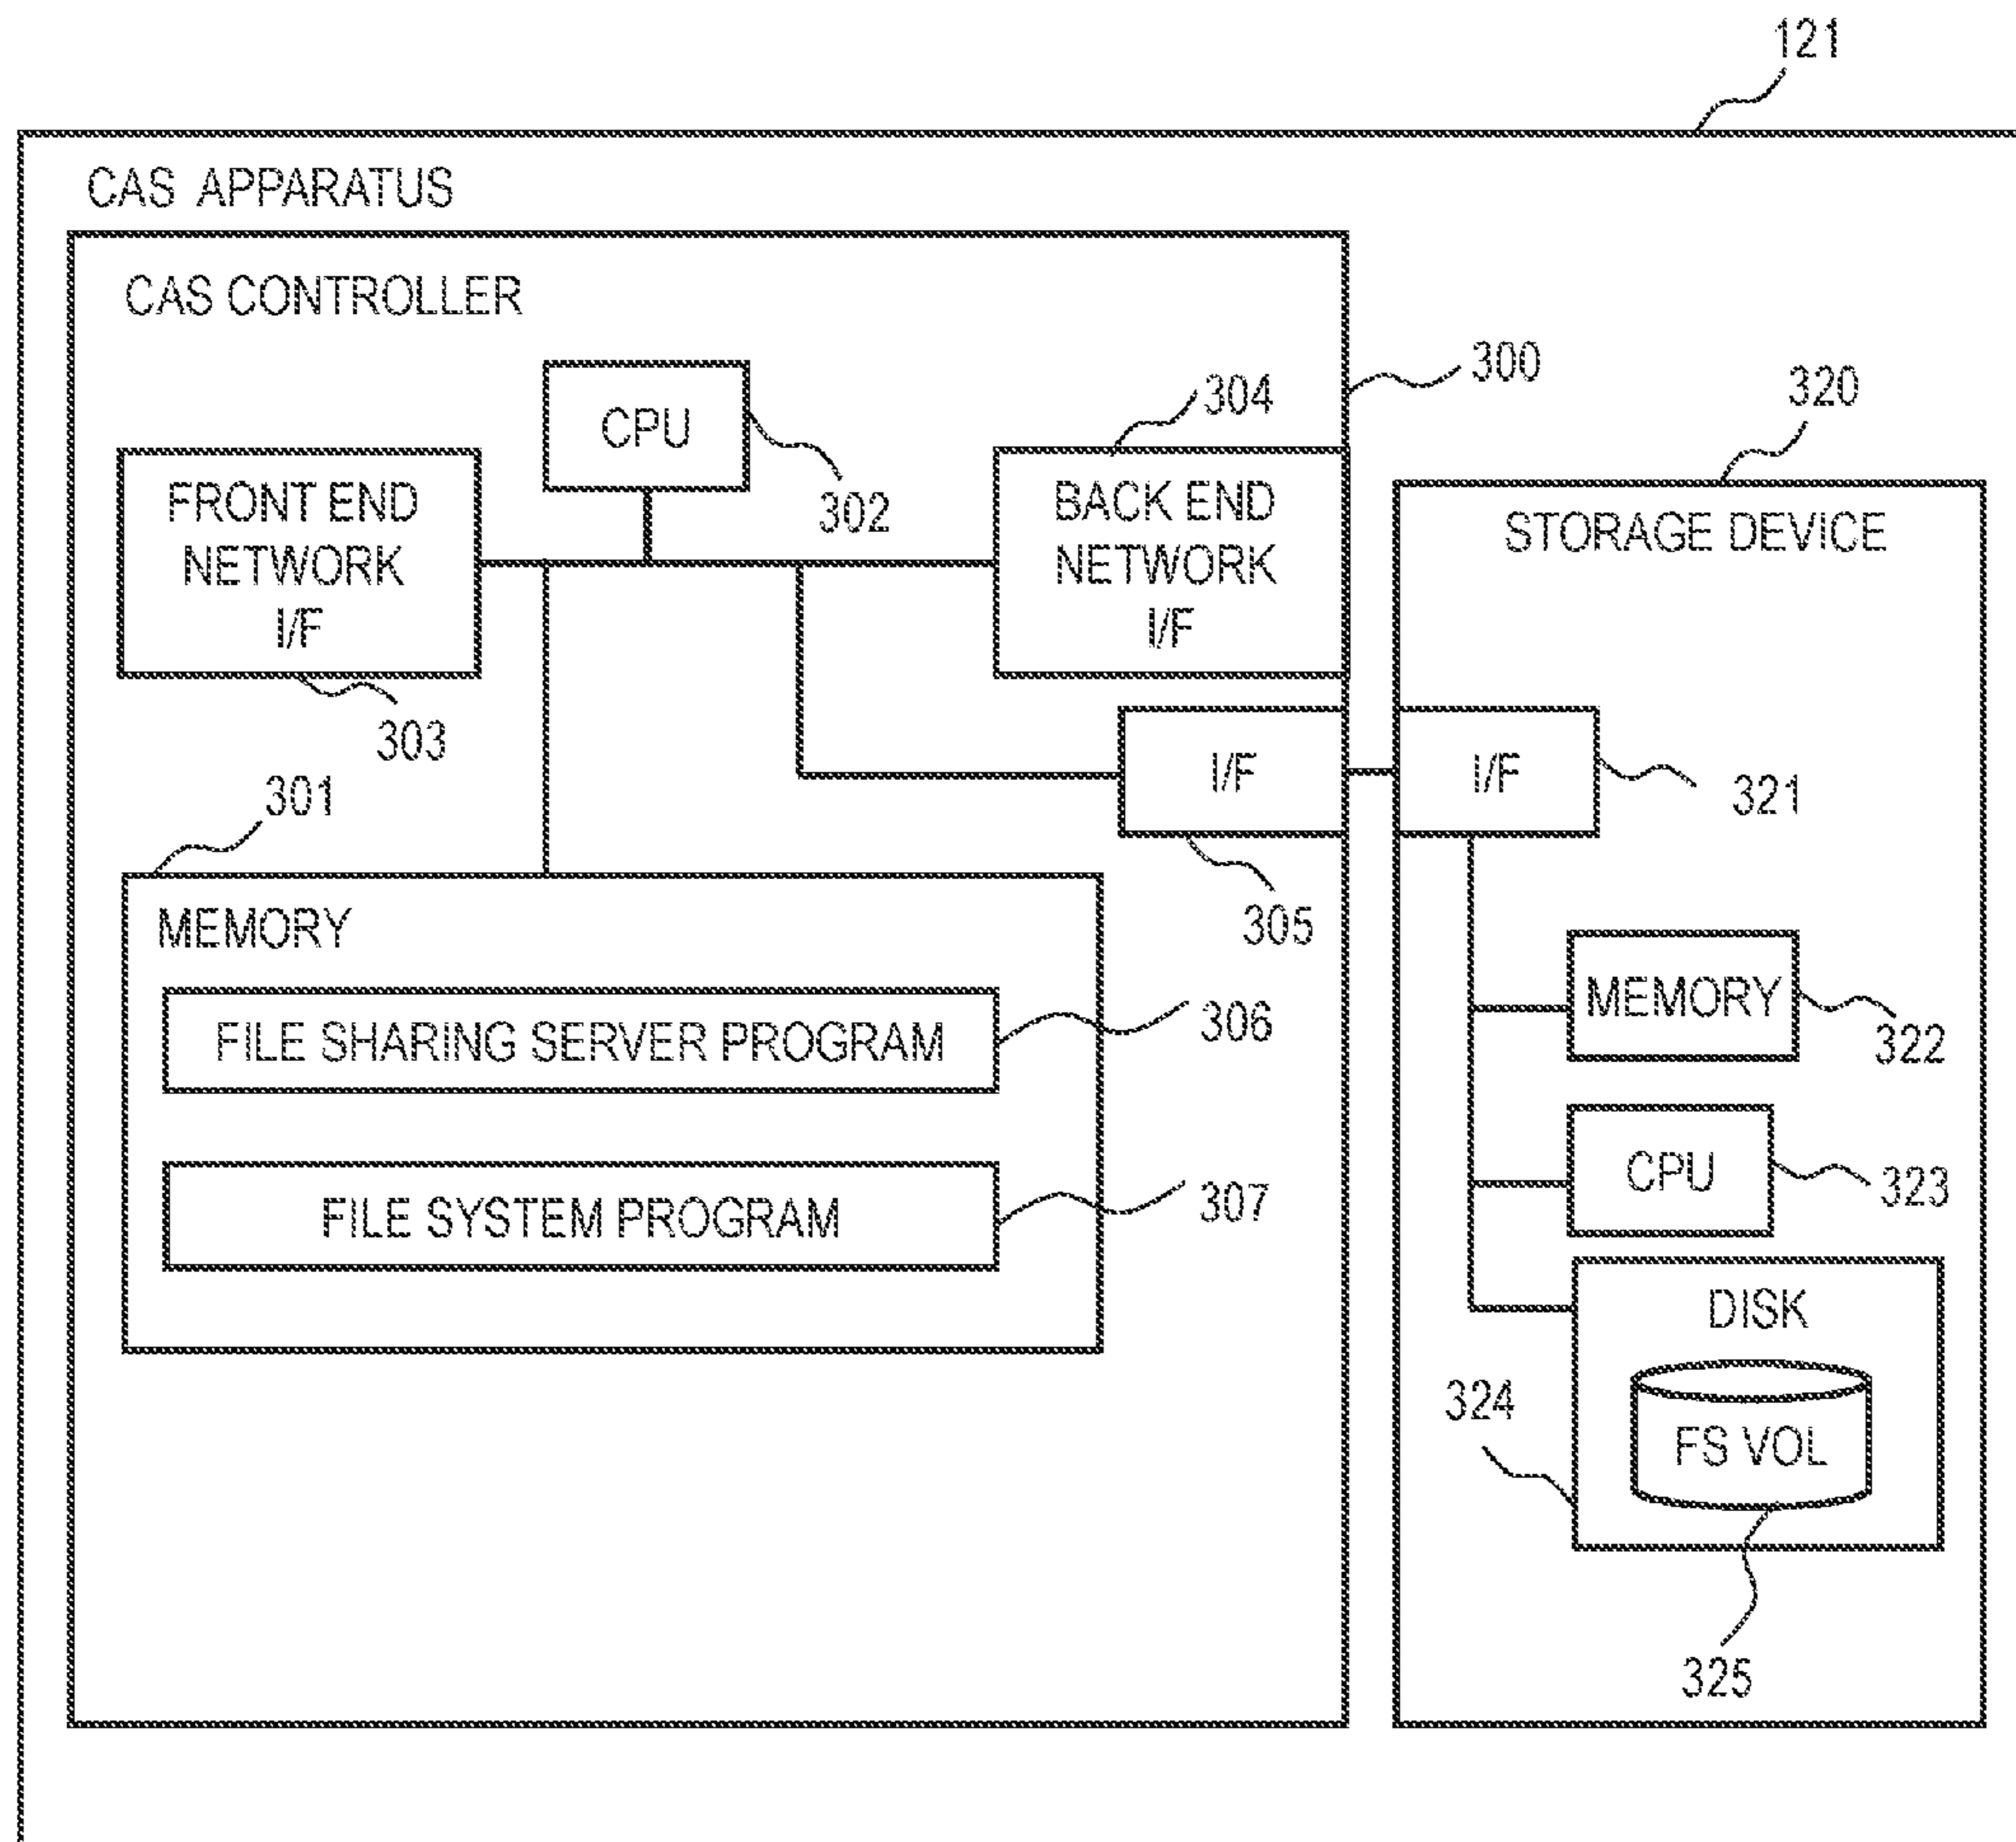 121
CAS APPARATUS
CAS CONTROLLER
300
320
304
CPU
302
FRONT END
NETWORK
I/F
303
BACK END
NETWORK
I/F
STORAGE DEVICE
I/F
305
I/F
321
301
MEMORY
FILE SHARING SERVER PROGRAM
306
FILE SYSTEM PROGRAM
307
MEMORY
322
CPU
323
DISK
324
FS VOL
325